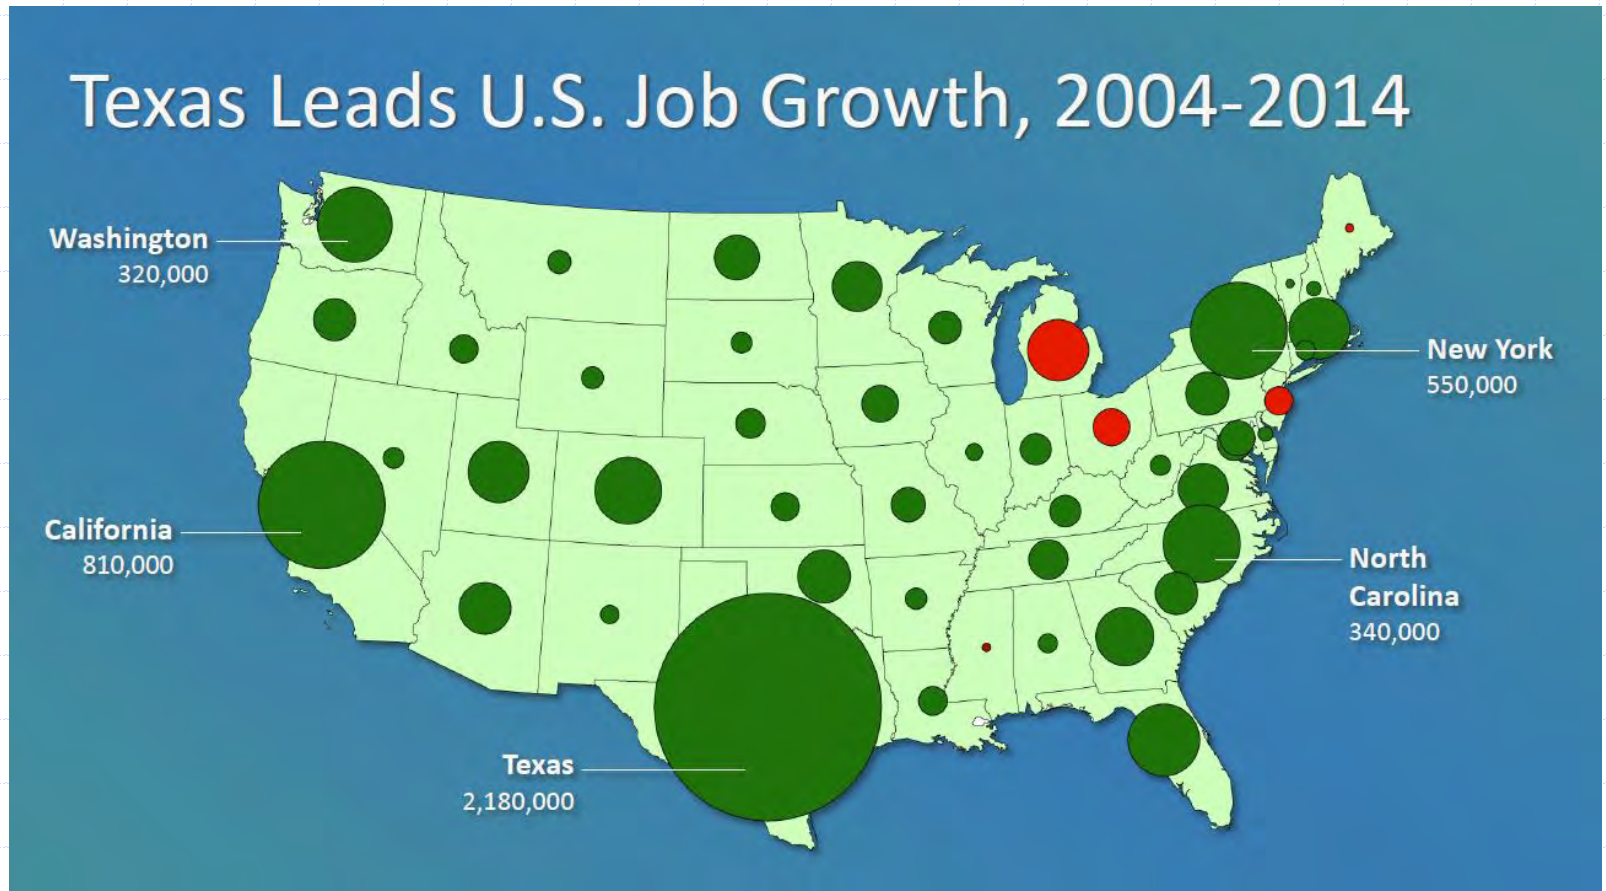 Texas Leads U.S. Job Growth, 2004-2014
Washington
320,000
New York
550,000
California
810,000
North
Carolina
340,000
Texas
2,180,000